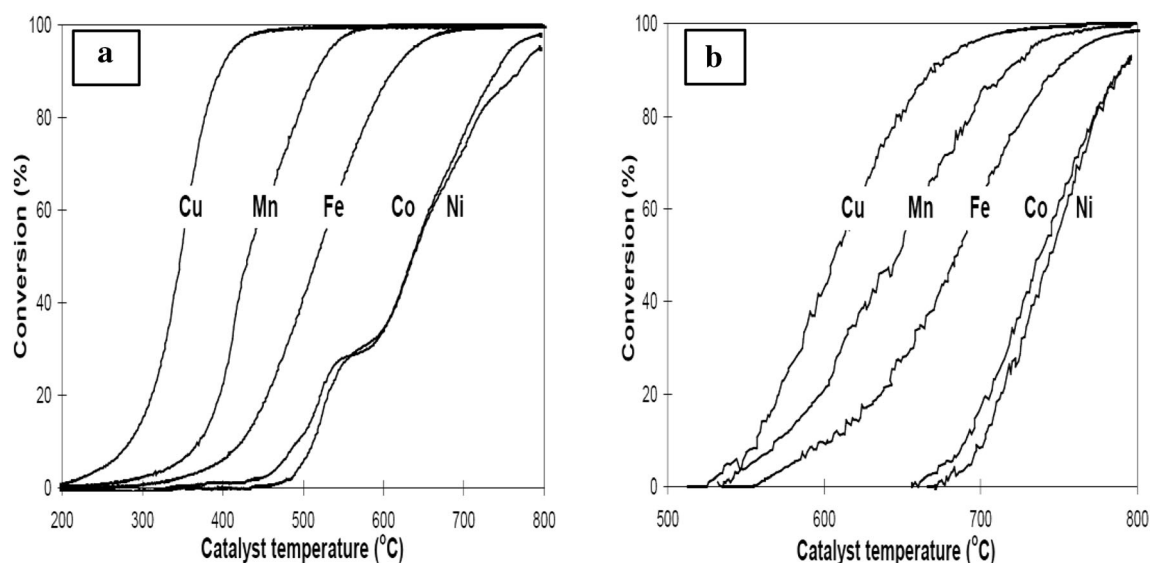 a
Conversion (%)
100
80
60
40
20
0
Cu Mn Fe Co Ni
200 300 400 500 600 700 800
Catalyst temperature (°C)
b
Conversion (%)
100
80
60
40
20
0
Cu Mn Fe Co Ni
500 600 700 800
Catalyst temperature (°C)